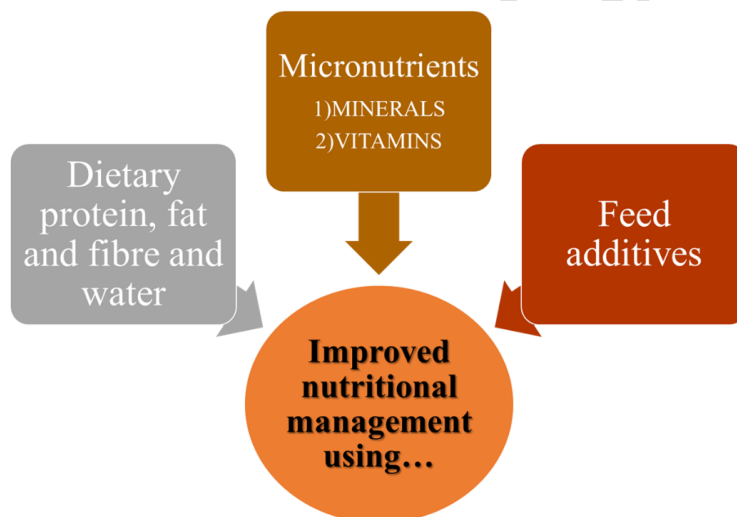 Micronutrients
1)MINERALS
2)VITAMINS
Dietary
protein, fat
and fibre and
water
Feed
additives
Improved
nutritional
management
using…